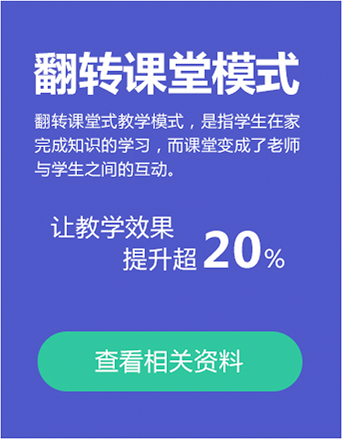 翻转课堂模式
翻转课堂式教学模式，是指学生在家
完成知识的学习，而课堂变成了老师
与学生之间的互动。
让教学效果
提升超20%
查看相关资料